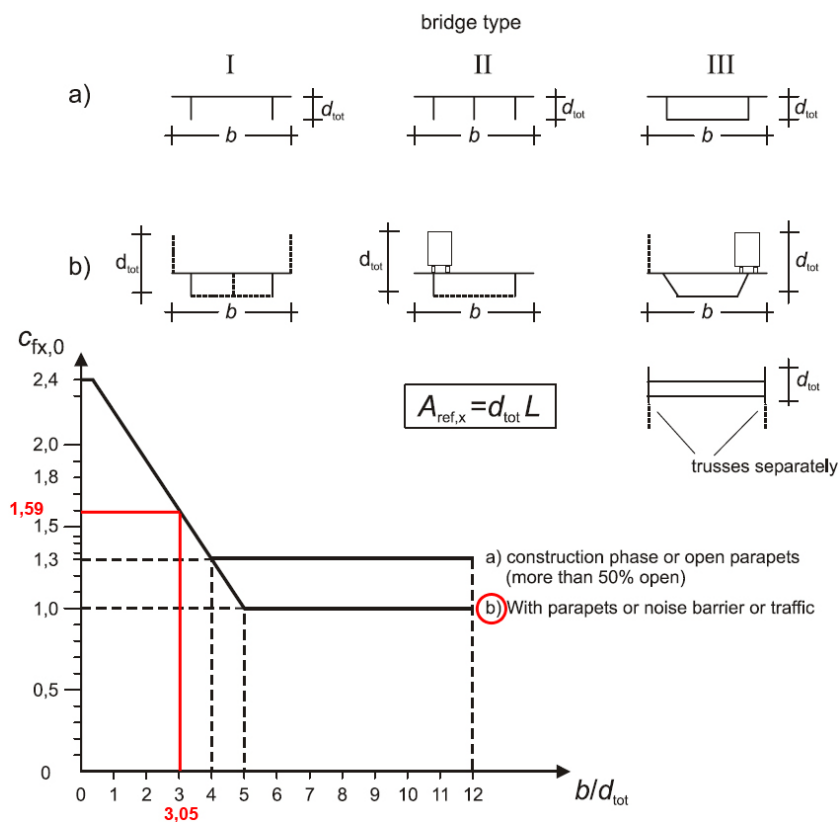 bridge type
I II III
a)
d_tot d_tot d_tot
b b b
b)
d_tot d_tot d_tot
b b b
c_fx,0
2,4
A_ref,x = d_tot L
d_tot
trusses separately
2,0
1,8
1,59
1,5
1,3
a) construction phase or open parapets
(more than 50% open)
1,0
b) With parapets or noise barrier or traffic
0,5
0
0 1 2 3 4 5 6 7 8 9 10 11 12
b/d_tot
3,05